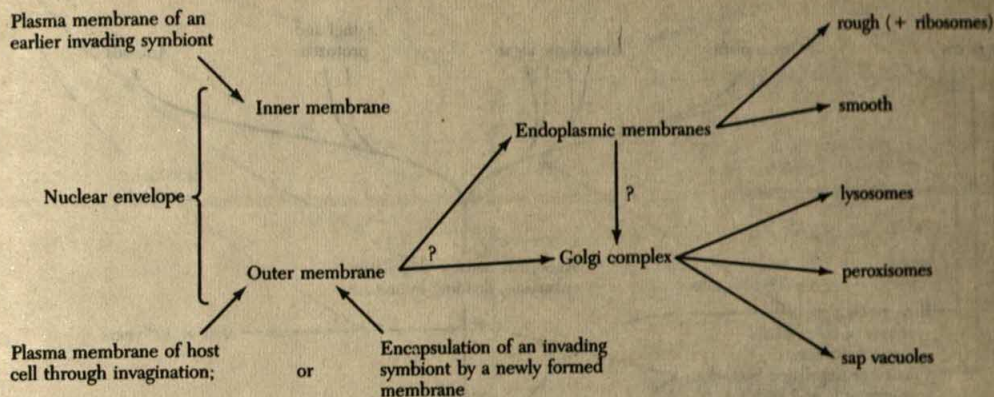 Plasma membrane of an
earlier invading symbiont
rough (+ ribosomes)
Inner membrane
smooth
Endoplasmic membranes
Nuclear envelope
?
lysosomes
?
Golgi complex
Outer membrane
peroxisomes
Plasma membrane of host
cell through invagination;
or
Encapsulation of an invading
symbiont by a newly formed
membrane
sap vacuoles